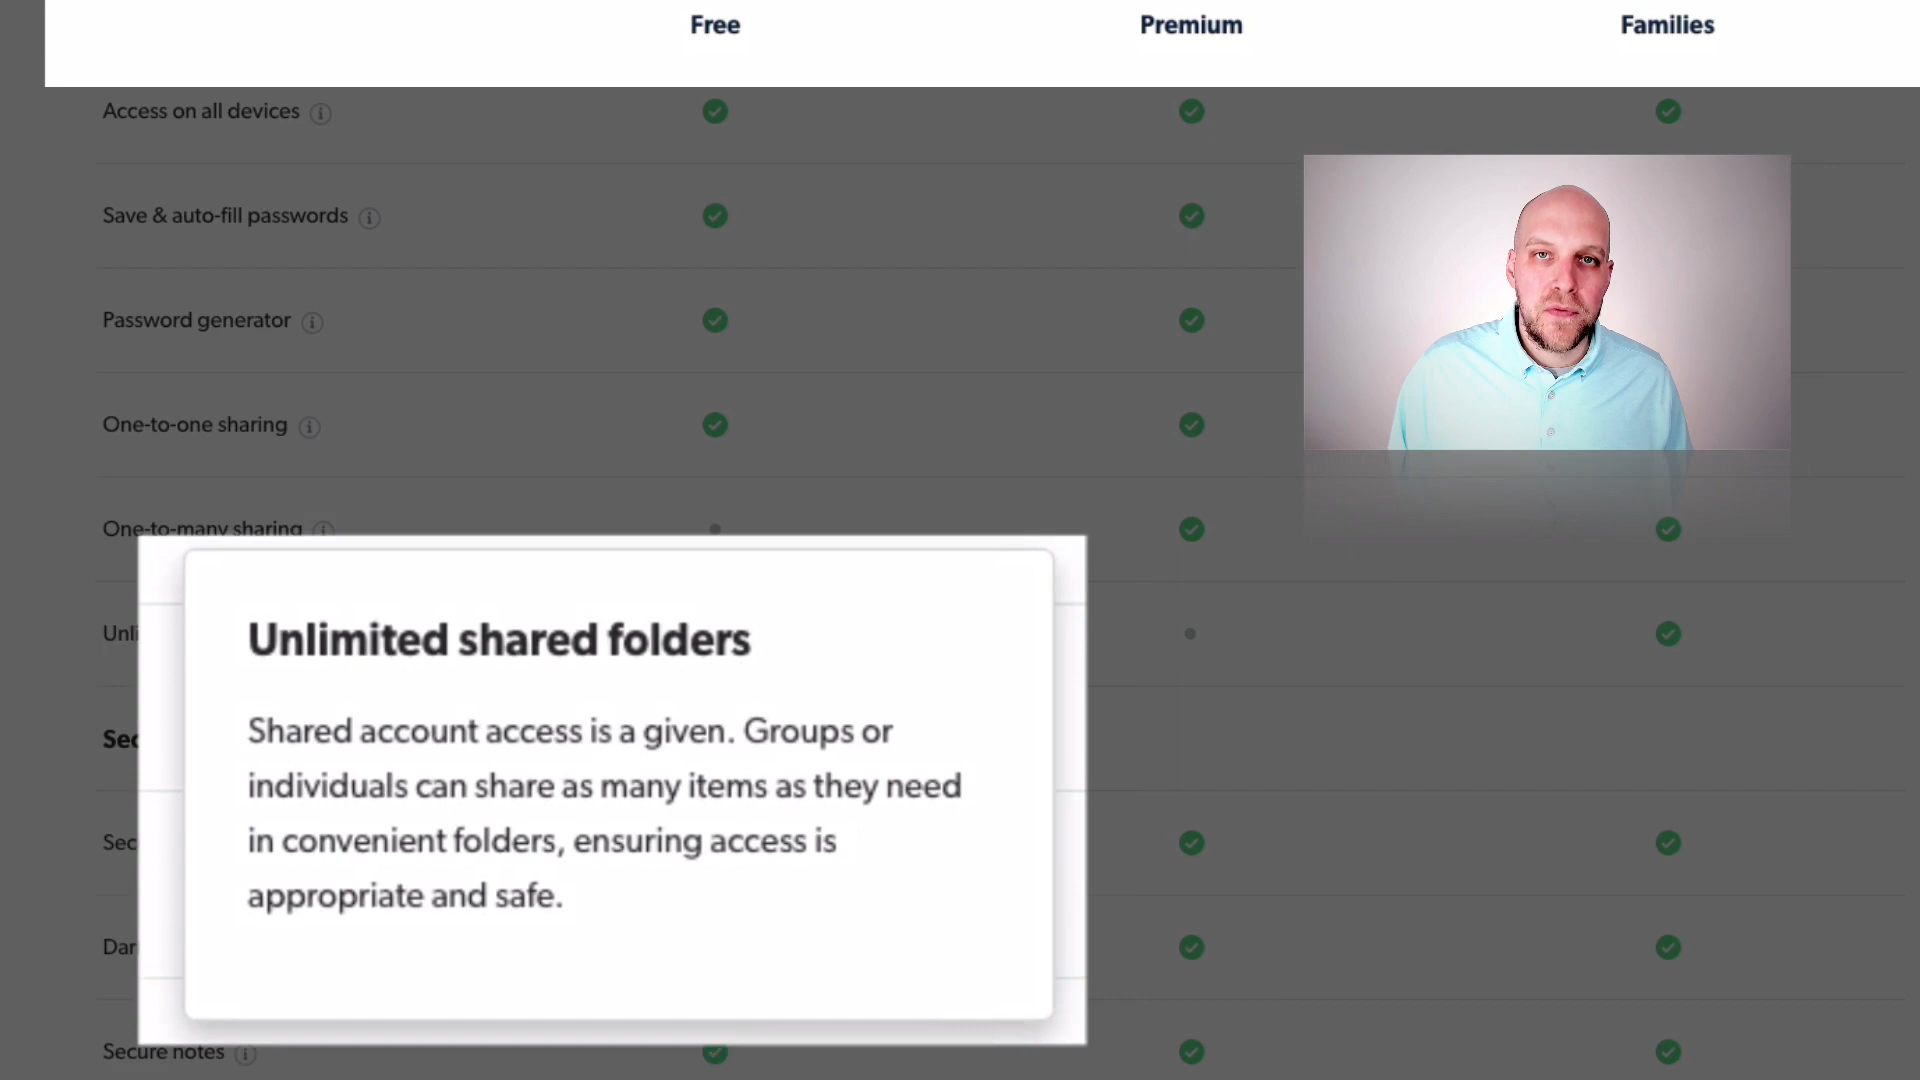 Free Premium Families
Access on all devices
Save & auto-fill passwords
Password generator
One-to-one sharing
One-to-many sharing
Unlimited shared folders
Shared account access is a given. Groups or
individuals can share as many items as they need
in convenient folders, ensuring access is
appropriate and safe.
Secure notes